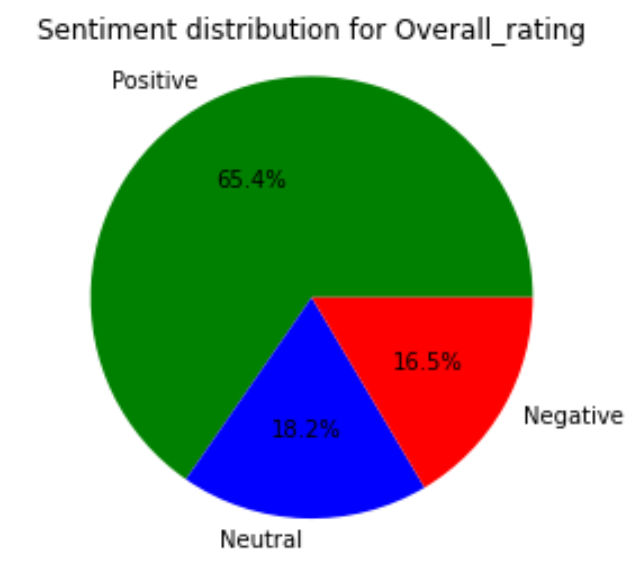 Sentiment distribution for Overall_rating
Positive
65.4%
16.5%
Negative
18.2%
Neutral